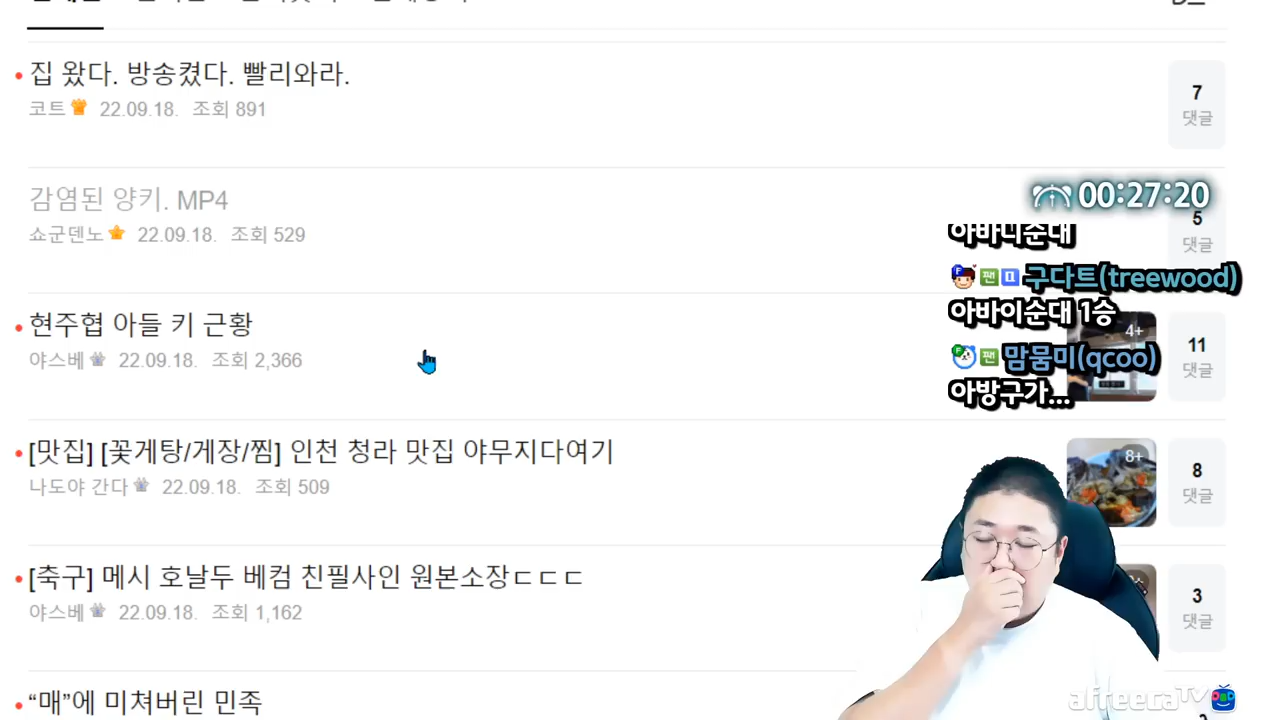 집 왔다. 방송켰다. 빨리와라.
코트 22.09.18. 조회 891
7
댓글
감염된 양키. MP4
쇼군덴노 22.09.18. 조회 529
5
댓글
00:27:20
아바디순대
구다트(treewood)
아바이순대 1승
맘뭄미(qcoo)
아방구가...
현주협 아들 키 근황
야스베 22.09.18. 조회 2,366
4+
11
댓글
[맛집] [꽃게탕/게장/찜] 인천 청라 맛집 야무지다여기
나도야 간다 22.09.18. 조회 509
8+
8
댓글
[축구] 메시 호날두 베컴 친필사인 원본소장ㄷㄷㄷ
야스베 22.09.18. 조회 1,162
3
댓글
“매”에 미쳐버린 민족
afreecaTV